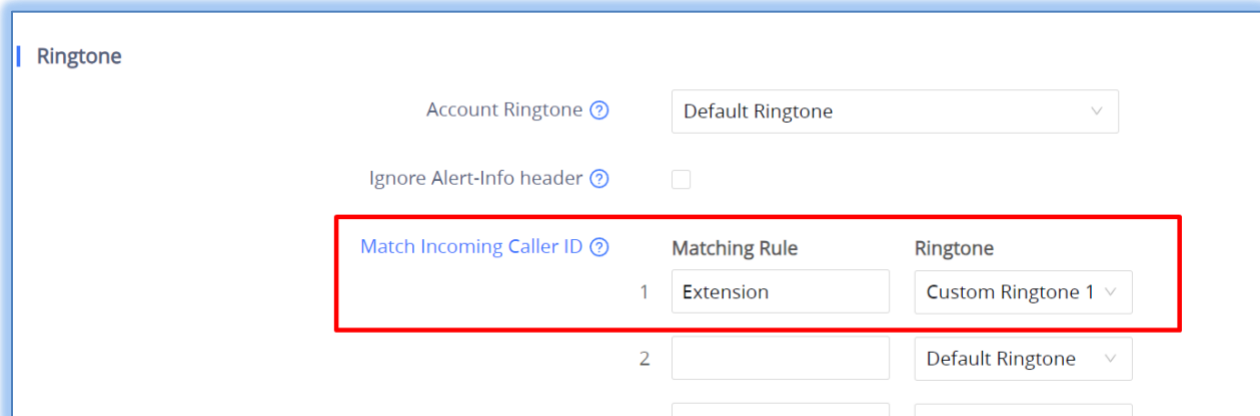 Ringtone
Account Ringtone ? Default Ringtone
Ignore Alert-Info header ?
Match Incoming Caller ID ? Matching Rule Ringtone
1 Extension Custom Ringtone 1
2 Default Ringtone